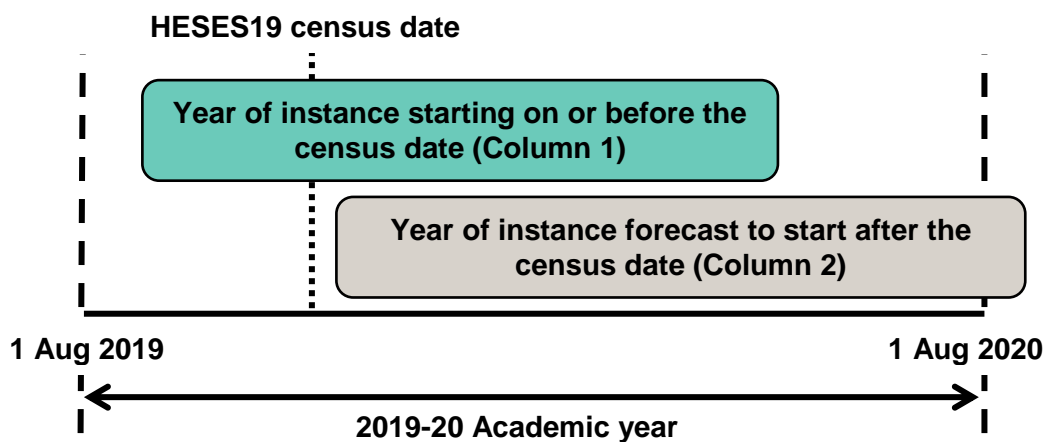 HESES19 census date
Year of instance starting on or before the
census date (Column 1)
Year of instance forecast to start after the
census date (Column 2)
1 Aug 2019
1 Aug 2020
2019-20 Academic year